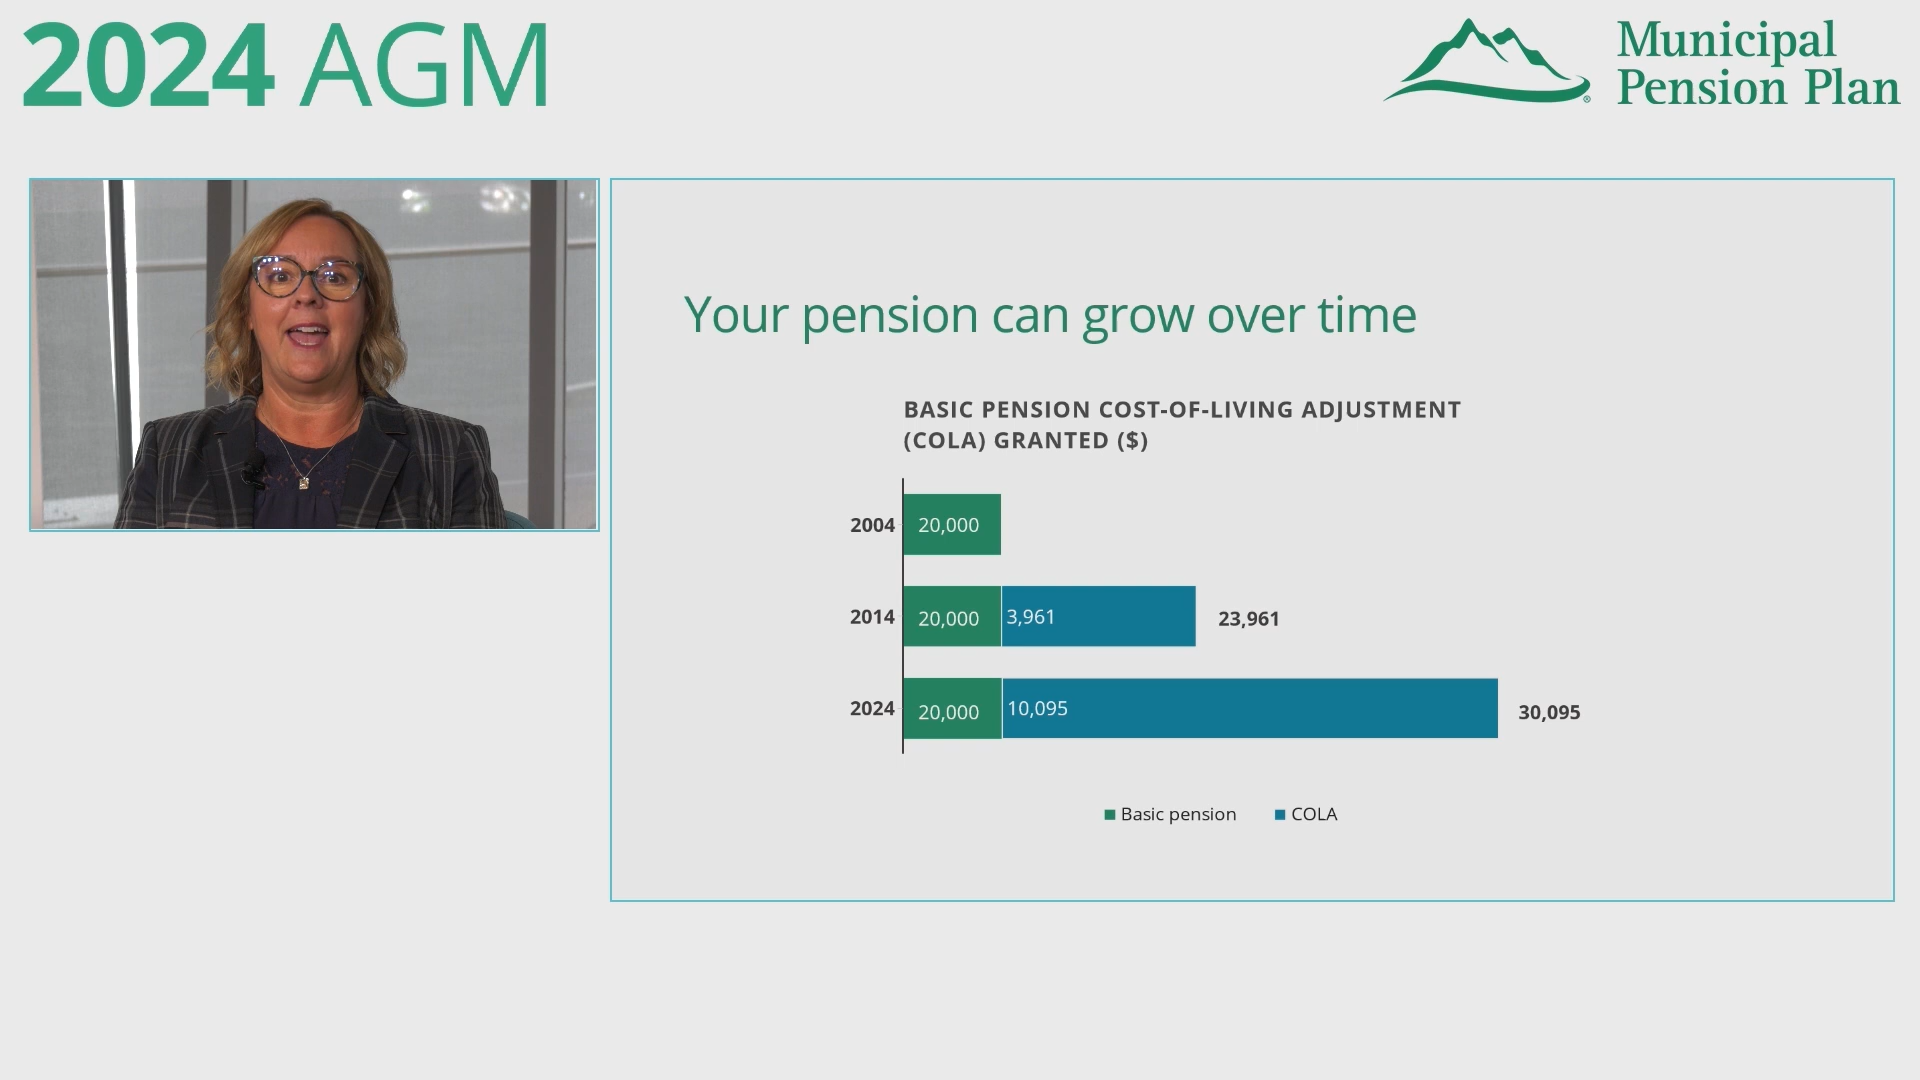 2024 AGM
Municipal
Pension Plan
®
Your pension can grow over time
BASIC PENSION COST-OF-LIVING ADJUSTMENT
(COLA) GRANTED ($)
2004 20,000
2014 20,000 3,961 23,961
2024 20,000 10,095 30,095
Basic pension COLA